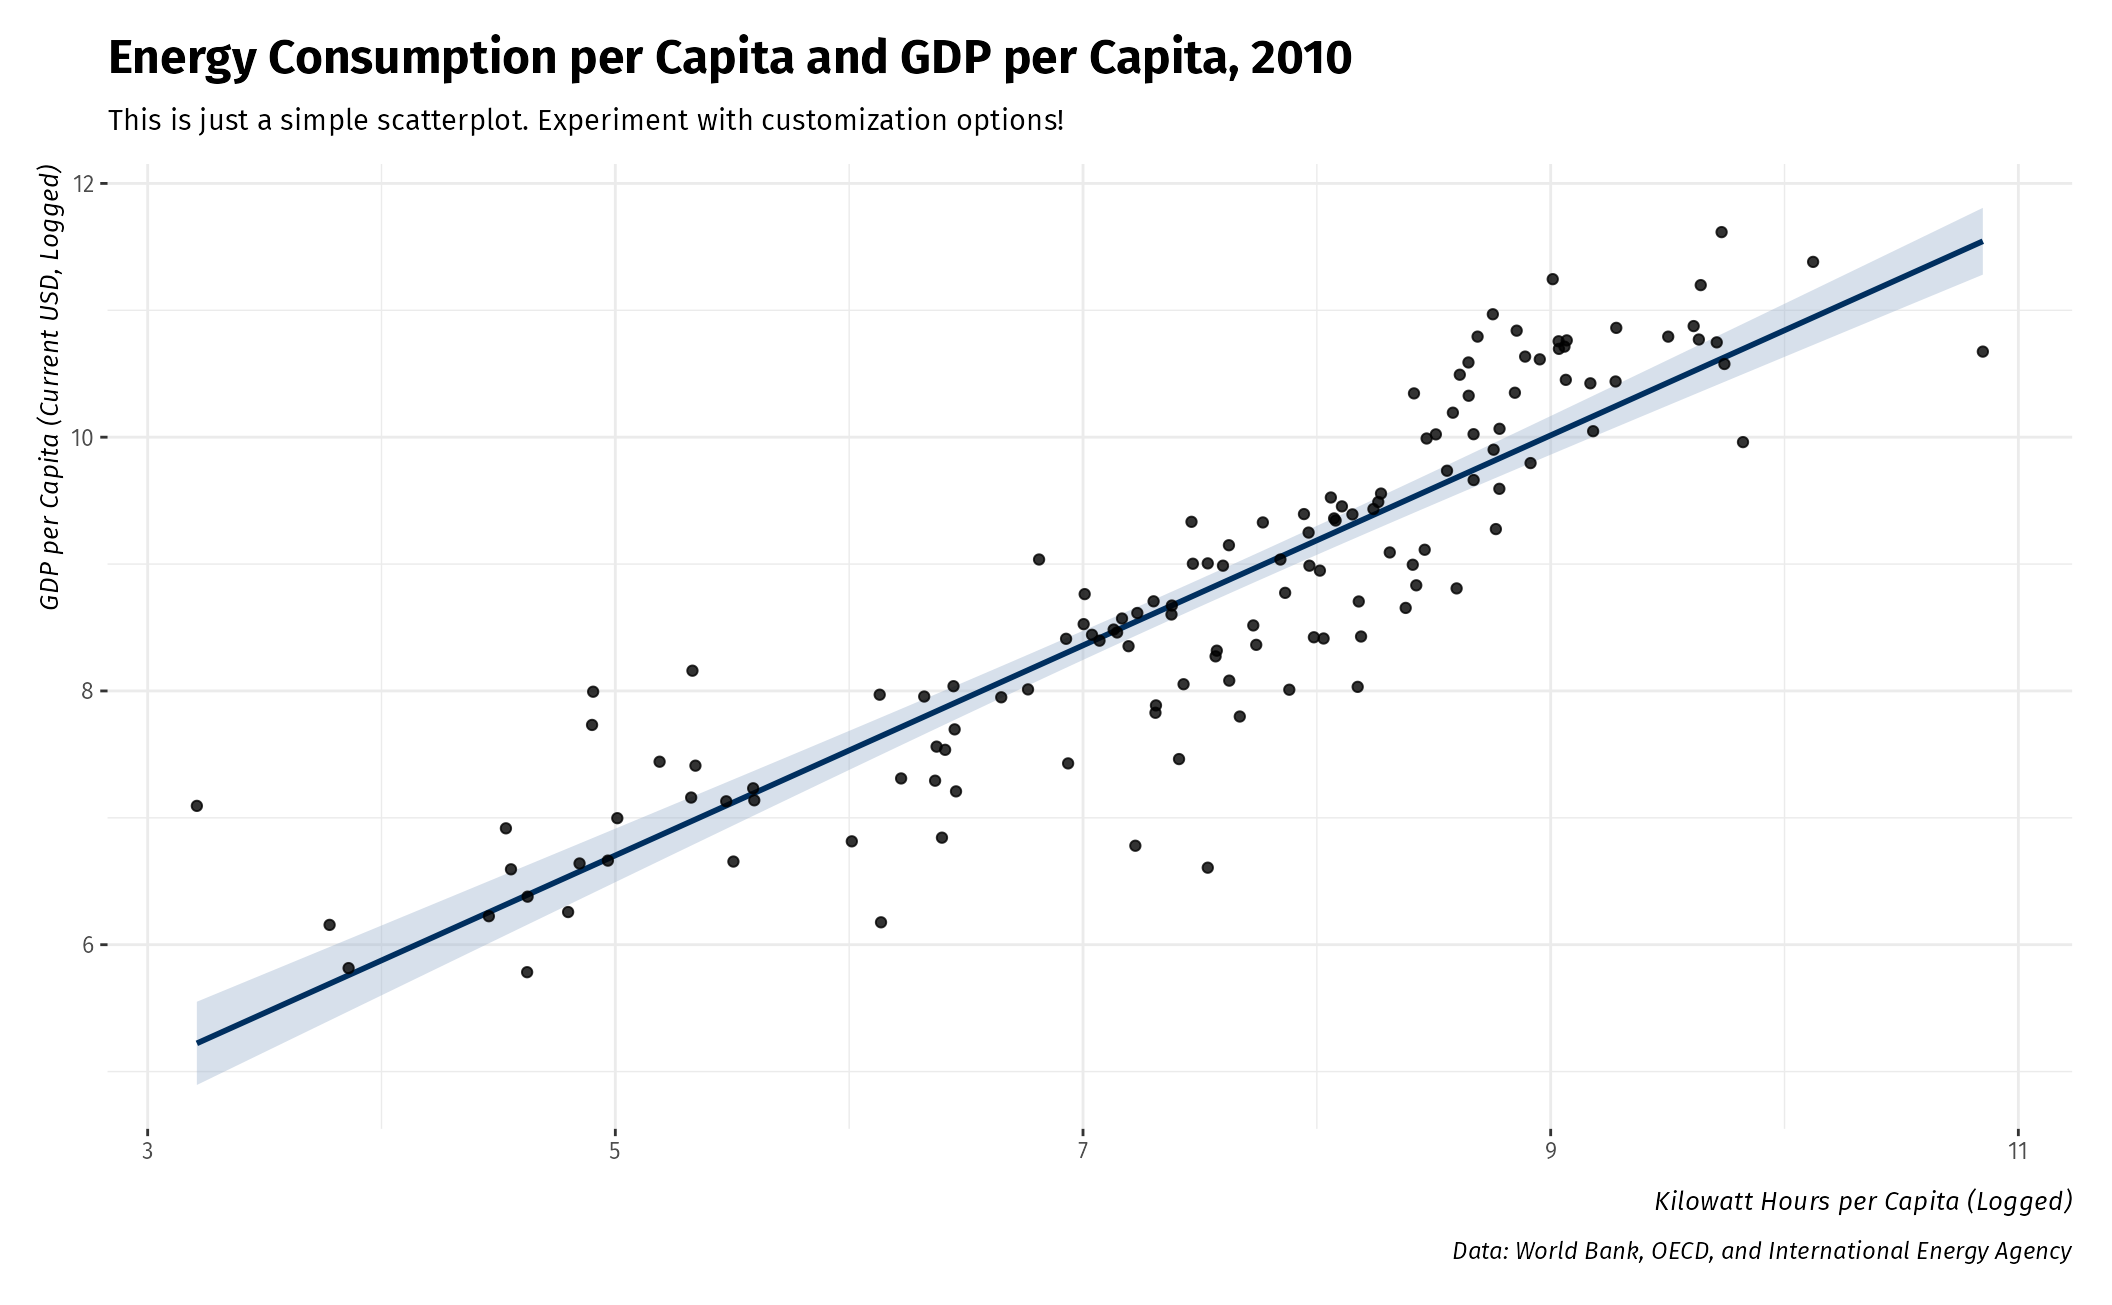 Energy Consumption per Capita and GDP per Capita, 2010
This is just a simple scatterplot. Experiment with customization options!
GDP per Capita (Current USD, Logged)
12
10
8
6
3 5 7 9 11
Kilowatt Hours per Capita (Logged)
Data: World Bank, OECD, and International Energy Agency